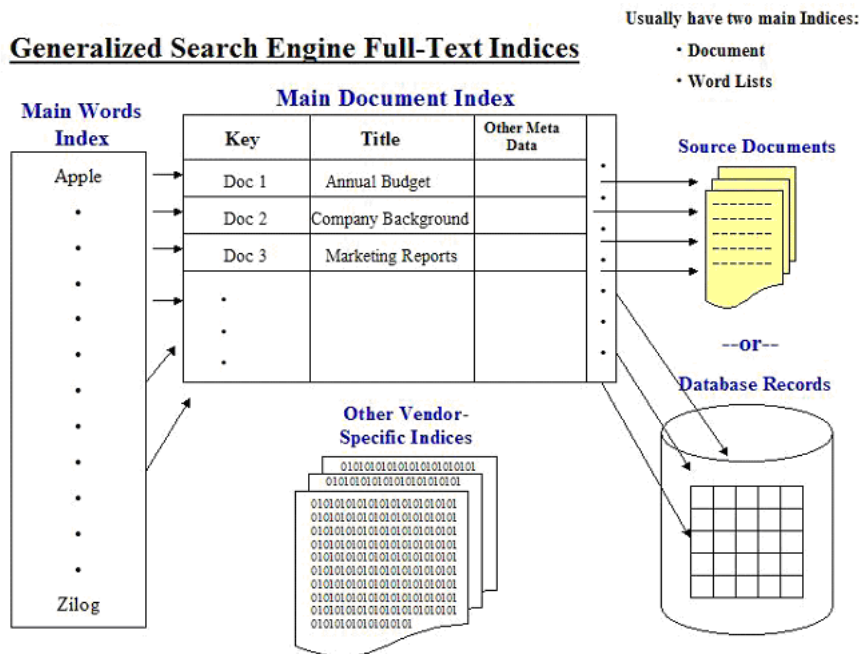 Usually have two main Indices:
• Document
• Word Lists
Generalized Search Engine Full-Text Indices
Main Words
Index
Apple
Zilog
Main Document Index
Key Title Other Meta
Data
Doc 1 Annual Budget
Doc 2 Company Background
Doc 3 Marketing Reports
Source Documents
--or--
Database Records
Other Vendor-
Specific Indices